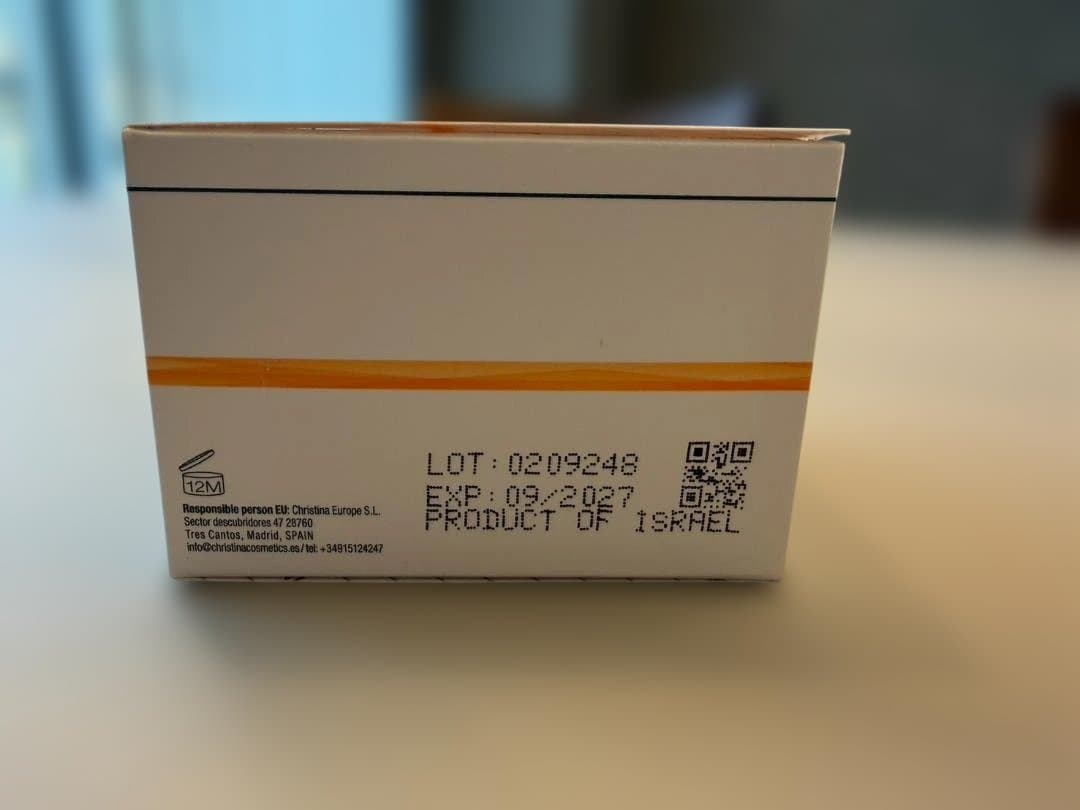 12M
Responsible person EU: Christina Europe S.L.
Sector descubridores 47 28760
Tres Cantos, Madrid, SPAIN
info@christinacosmetics.es/ tel: +34915124247
LOT: 0209248
EXP: 09/2027
PRODUCT OF ISRAEL